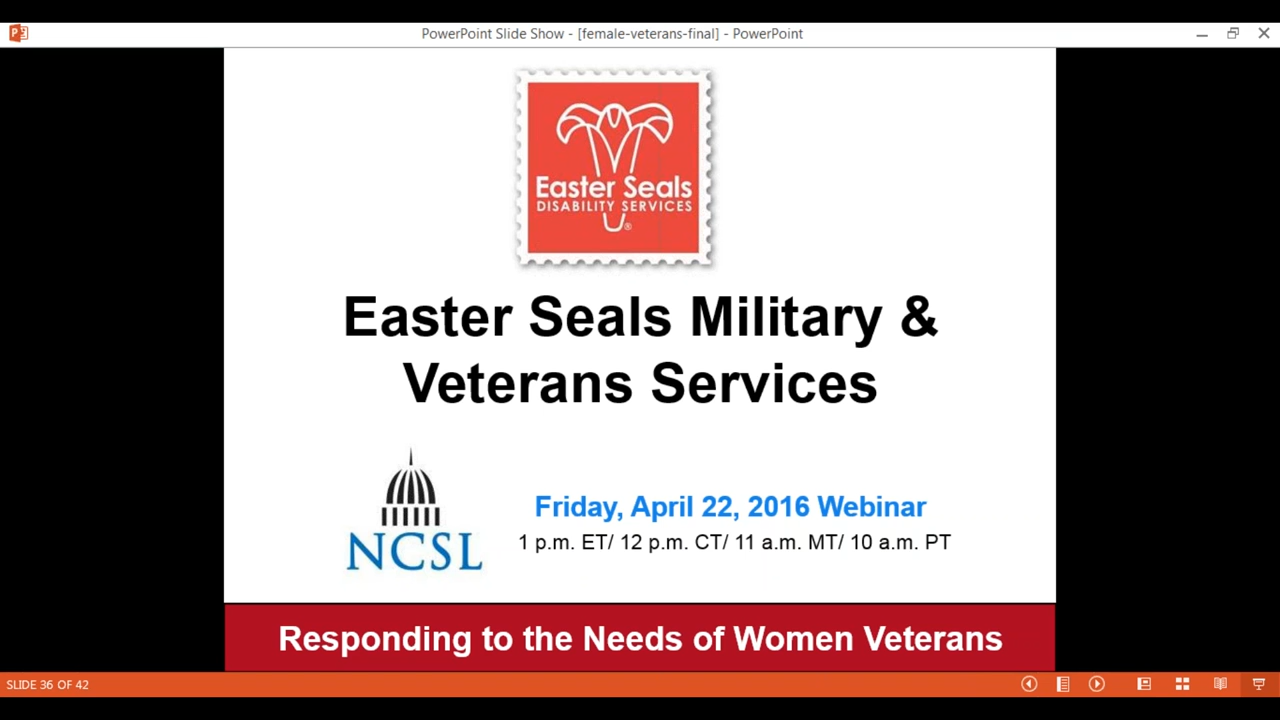 PowerPoint Slide Show - [female-veterans-final] - PowerPoint
Easter Seals
DISABILITY SERVICES
®
Easter Seals Military &
Veterans Services
NCSL
Friday, April 22, 2016 Webinar
1 p.m. ET/ 12 p.m. CT/ 11 a.m. MT/ 10 a.m. PT
Responding to the Needs of Women Veterans
SLIDE 36 OF 42